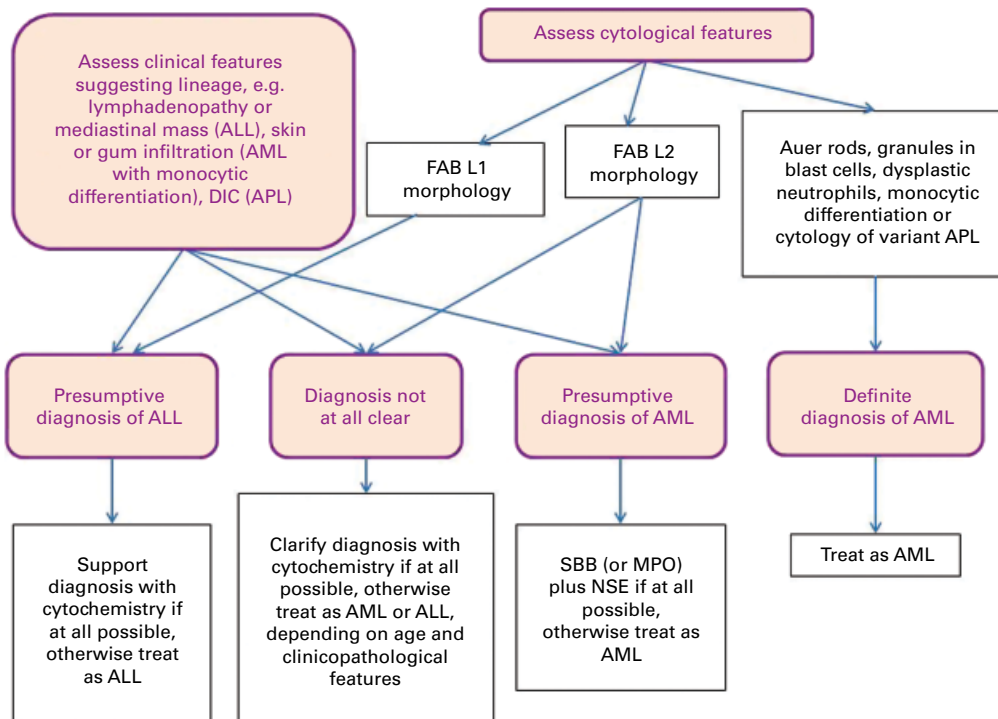 Assess clinical features
suggesting lineage, e.g.
lymphadenopathy or
mediastinal mass (ALL), skin
or gum infiltration (AML
with monocytic
differentiation), DIC (APL)
Assess cytological features
FAB L1
morphology
FAB L2
morphology
Auer rods, granules in
blast cells, dysplastic
neutrophils, monocytic
differentiation or
cytology of variant APL
Presumptive
diagnosis of ALL
Diagnosis not
at all clear
Presumptive
diagnosis of AML
Definite
diagnosis of AML
Support
diagnosis with
cytochemistry if
at all possible,
otherwise treat
as ALL
Clarify diagnosis with
cytochemistry if at all
possible, otherwise
treat as AML or ALL,
depending on age and
clinicopathological
features
SBB (or MPO)
plus NSE if at all
possible,
otherwise treat as
AML
Treat as AML